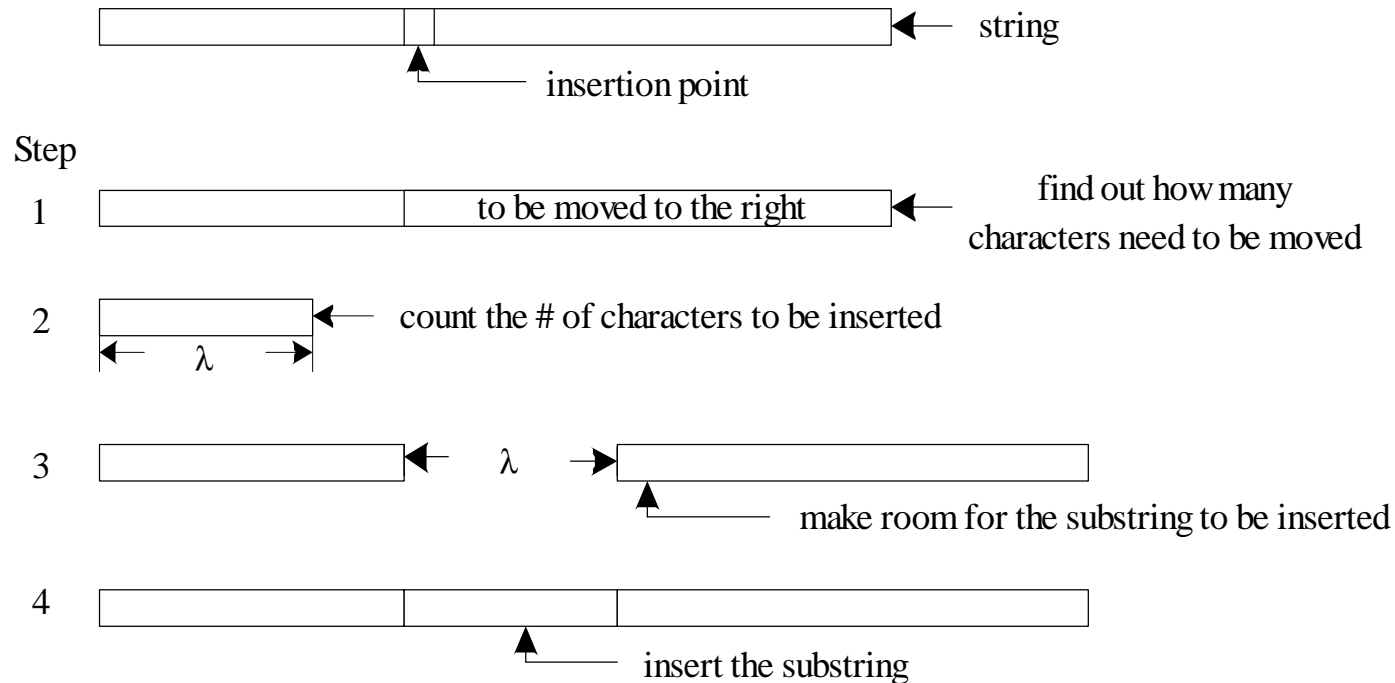 string
insertion point
Step
1
to be moved to the right
find out how many
characters need to be moved
2
count the # of characters to be inserted
λ
3
λ
make room for the substring to be inserted
4
insert the substring